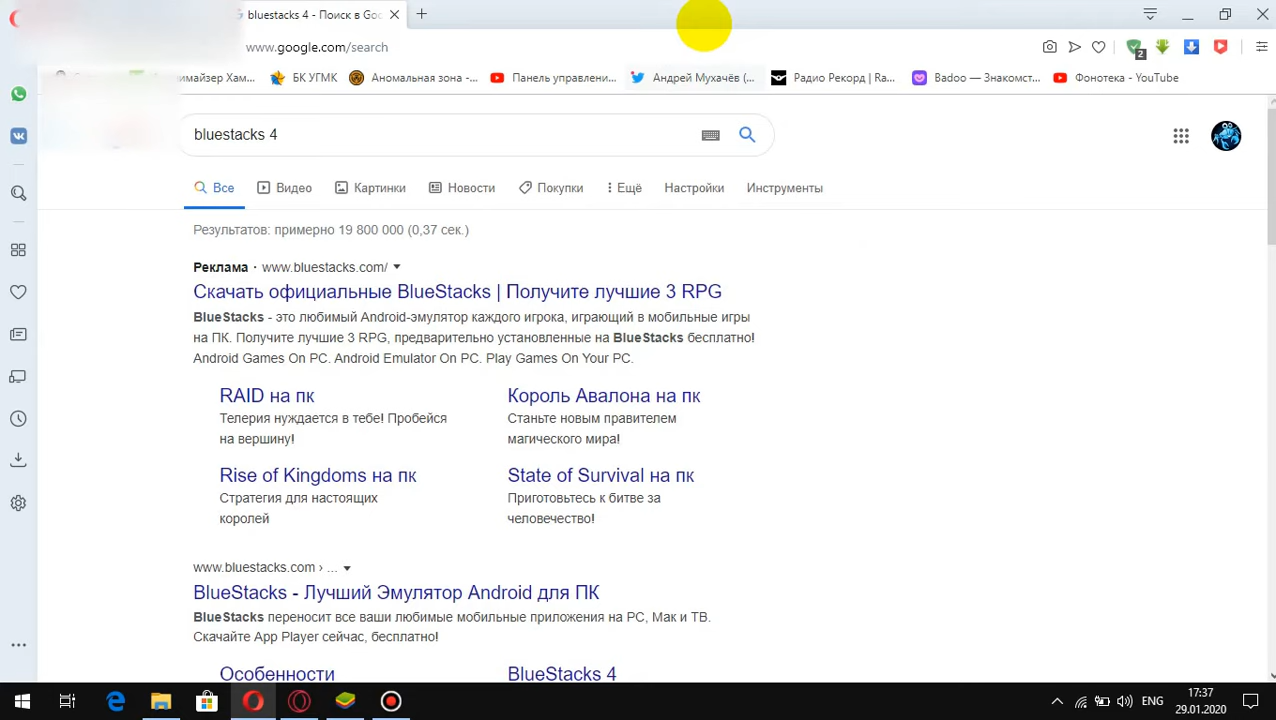 bluestacks 4 - Поиск в Goo
www.google.com/search
2
имайзер Хам...
БК УГМК
Аномальная зона -...
Панель управлени...
Андрей Мухачёв (...
Радио Рекорд | Ra...
Badoo — Знакомст...
Фонотека - YouTube
bluestacks 4
Все
Видео
Картинки
Новости
Покупки
Ещё
Настройки
Инструменты
Результатов: примерно 19 800 000 (0,37 сек.)
Реклама · www.bluestacks.com/
Скачать официальные BlueStacks | Получите лучшие 3 RPG
BlueStacks - это любимый Android-эмулятор каждого игрока, играющий в мобильные игры
на ПК. Получите лучшие 3 RPG, предварительно установленные на BlueStacks бесплатно!
Android Games On PC. Android Emulator On PC. Play Games On Your PC.
RAID на пк
Телерия нуждается в тебе! Пробейся
на вершину!
Король Авалона на пк
Станьте новым правителем
магического мира!
Rise of Kingdoms на пк
Стратегия для настоящих
королей
State of Survival на пк
Приготовьтесь к битве за
человечество!
www.bluestacks.com › ...
BlueStacks - Лучший Эмулятор Android для ПК
BlueStacks переносит все ваши любимые мобильные приложения на PC, Мак и ТВ.
Скачайте App Player сейчас, бесплатно!
Особенности
BlueStacks 4
ENG
17:37
29.01.2020